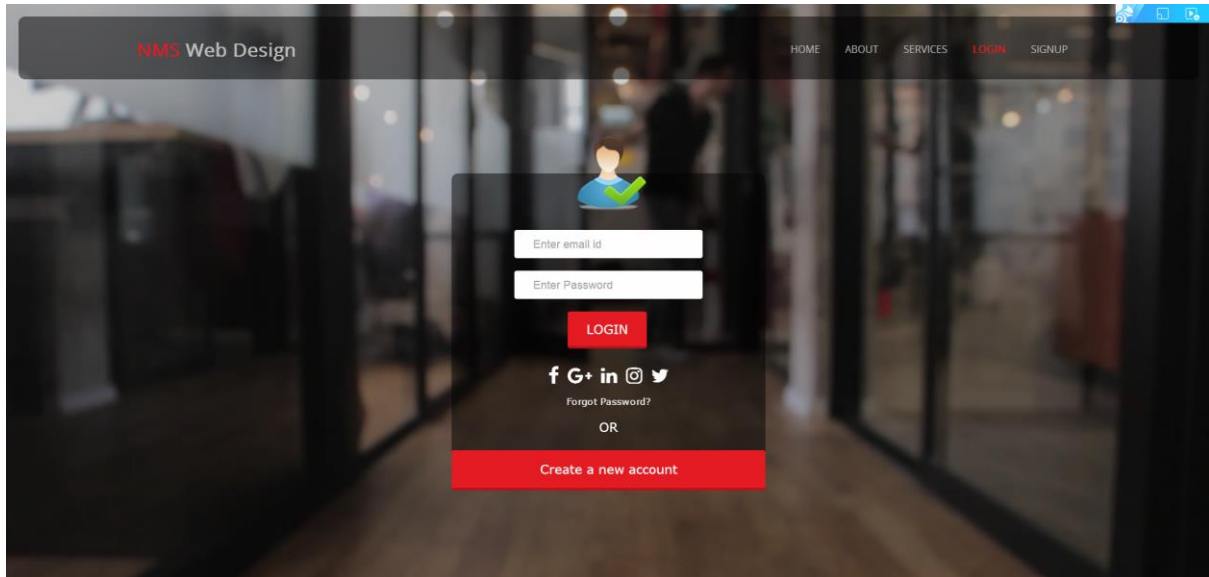 NMS Web Design
HOME ABOUT SERVICES LOGIN SIGNUP
Enter email id
Enter Password
LOGIN
f G+ in
Forgot Password?
OR
Create a new account